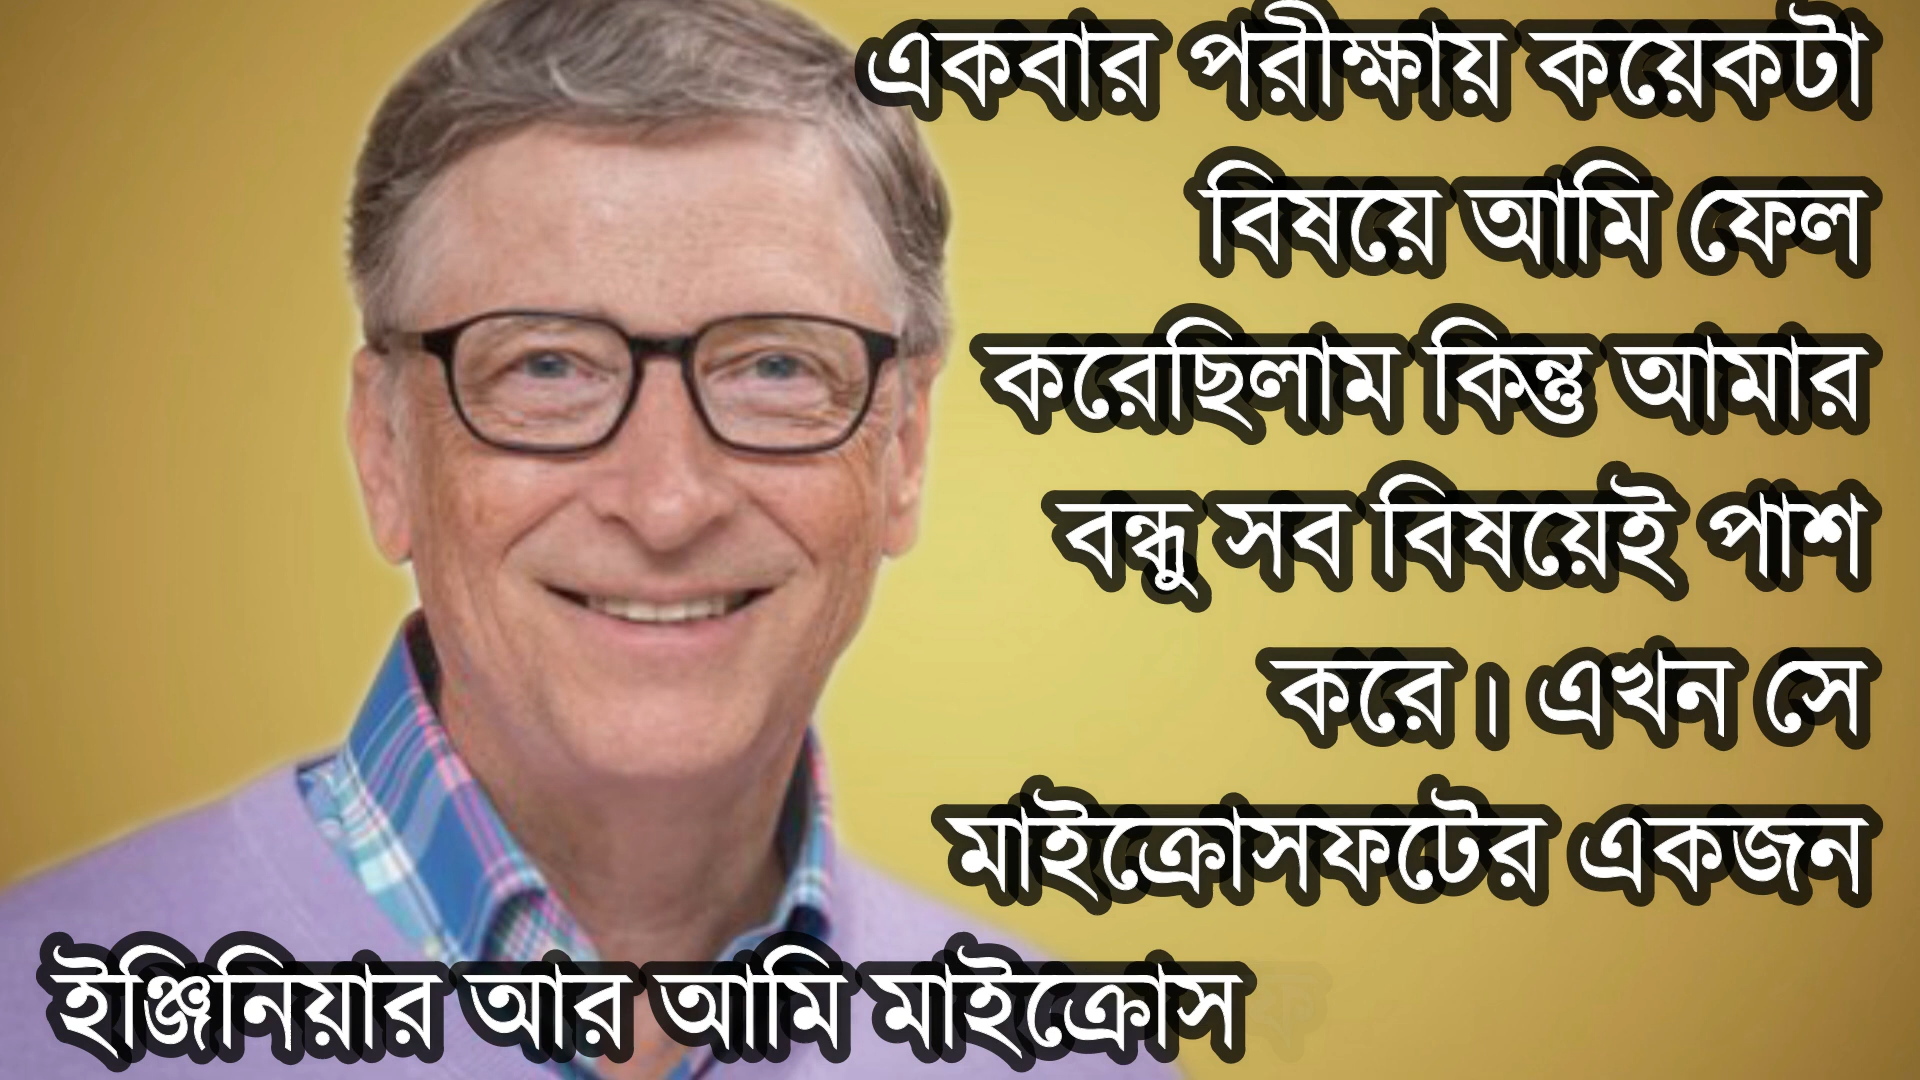 একবার পরীক্ষায় কয়েকটা
বিষয়ে আমি ফেল
করেছিলাম কিন্তু আমার
বন্ধু সব বিষয়েই পাশ
করে। এখন সে
মাইক্রোসফটের একজন
ইঞ্জিনিয়ার আর আমি মাইক্রোস